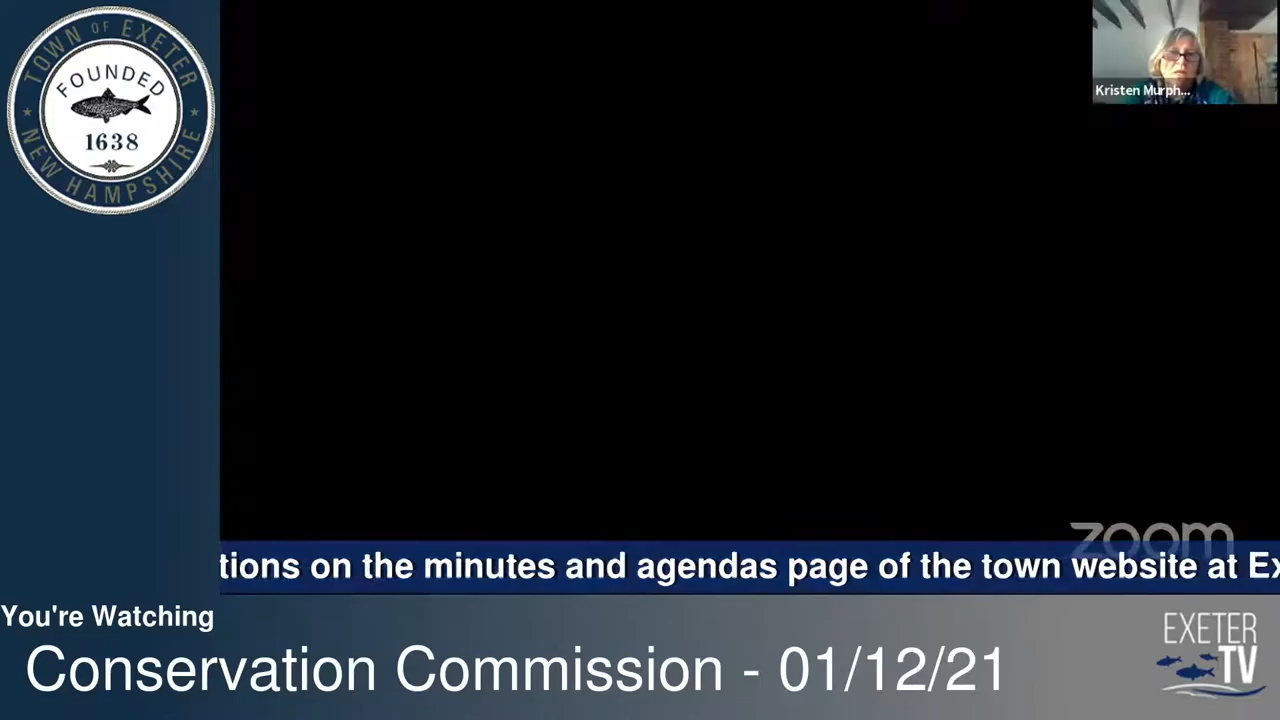 TOWN OF EXETER
FOUNDED
1638
NEW HAMPSHIRE
Kristen Murph...
zoom
tions on the minutes and agendas page of the town website at Ex
You're Watching
Conservation Commission - 01/12/21
EXETER
TV